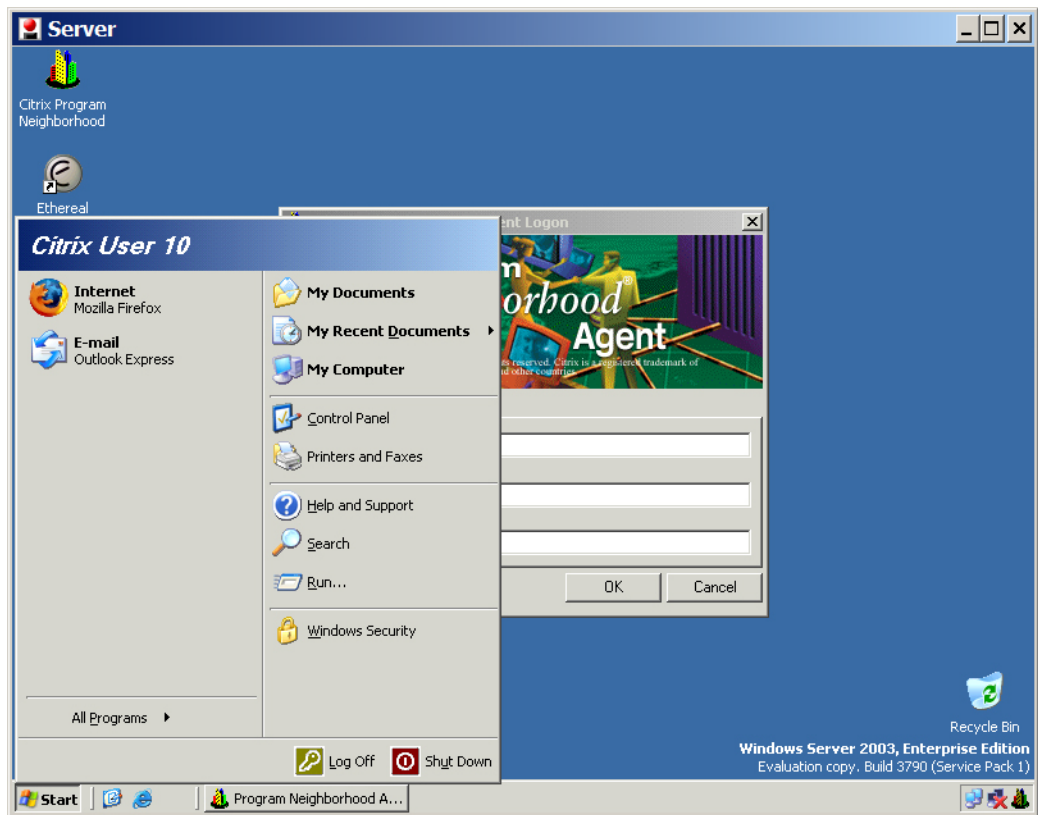 Server
Citrix Program
Neighborhood
Ethereal
Citrix User 10
Internet
Mozilla Firefox
E-mail
Outlook Express
All Programs
My Documents
My Recent Documents
My Computer
Control Panel
Printers and Faxes
Help and Support
Search
Run...
Windows Security
Log Off
Shut Down
ent Logon
m
orhood®
Agent
ts reserved. Citrix is a registered trademark of
d other countries.
OK
Cancel
Recycle Bin
Windows Server 2003, Enterprise Edition
Evaluation copy. Build 3790 (Service Pack 1)
Start
Program Neighborhood A...